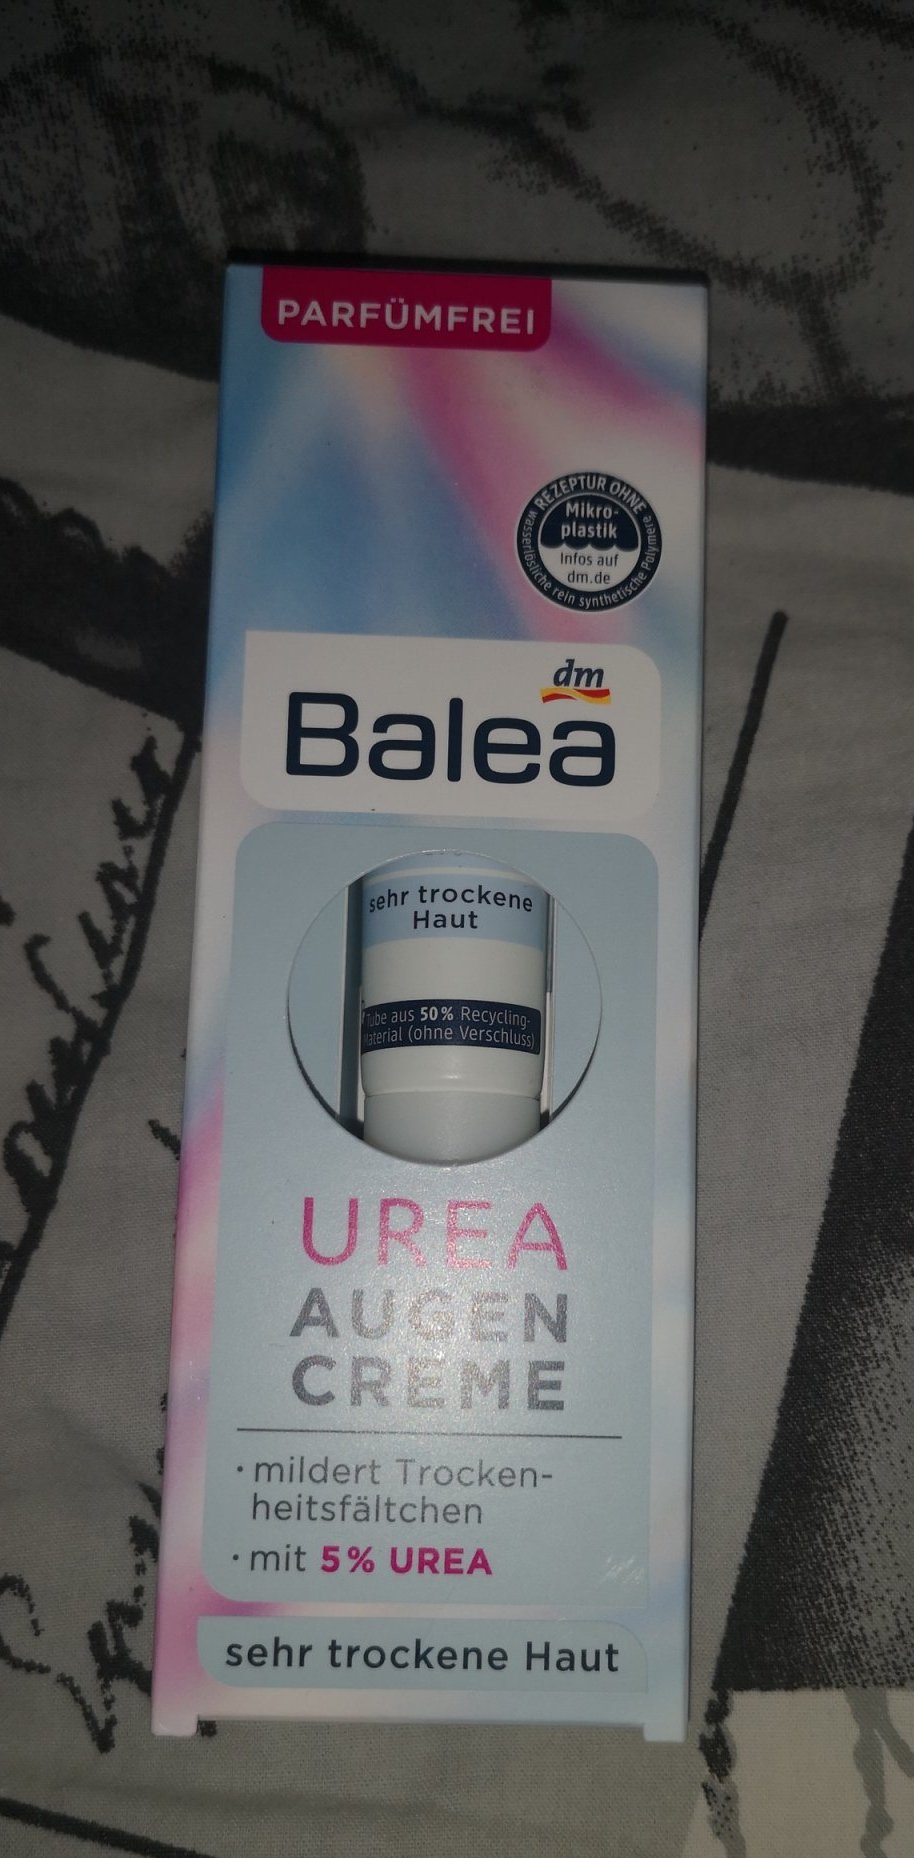 PARFÜMFREI
REZEPTUR OHNE
Mikro-
plastik
Infos auf
dm.de
wasserlösliche rein synthetische Polymere
dm
Balea
sehr trockene
Haut
Tube aus 50% Recycling-
Material (ohne Verschluss)
UREA
AUGEN
CREME
· mildert Trocken-
heitsfältchen
· mit 5% UREA
sehr trockene Haut